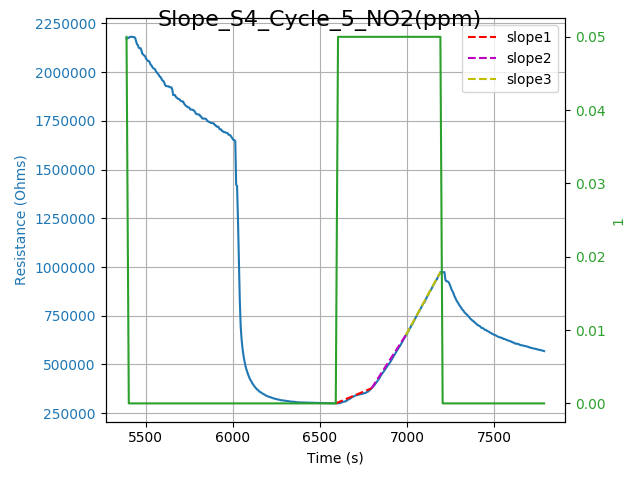 Slope_S4_Cycle_5_NO2(ppm)
slope1
slope2
slope3
Resistance (Ohms)
2250000
2000000
1750000
1500000
1250000
1000000
750000
500000
250000
0.05
0.04
0.03
0.02
0.01
0.00
1
5500 6000 6500 7000 7500
Time (s)